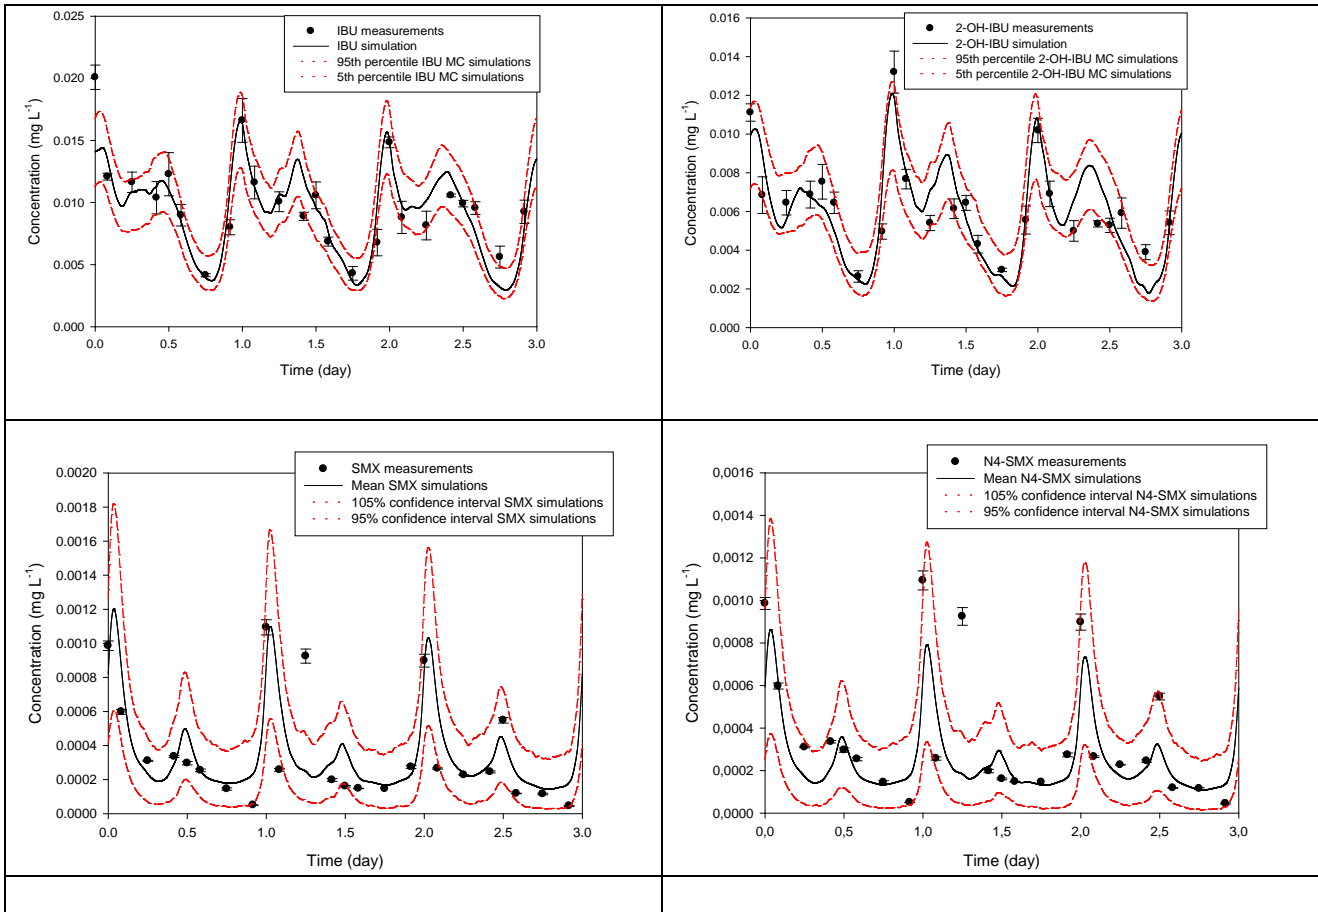 IBU measurements
IBU simulation
95th percentile IBU MC simulations
5th percentile IBU MC simulations
0.025
0.020
0.015
0.010
0.005
0.000
Concentration (mg L⁻¹)
0.0 0.5 1.0 1.5 2.0 2.5 3.0
Time (day)
2-OH-IBU measurements
2-OH-IBU simulation
95th percentile 2-OH-IBU MC simulations
5th percentile 2-OH-IBU MC simulations
0.016
0.014
0.012
0.010
0.008
0.006
0.004
0.002
0.000
Concentration (mg L⁻¹)
0.0 0.5 1.0 1.5 2.0 2.5 3.0
Time (day)
SMX measurements
Mean SMX simulations
105% confidence interval SMX simulations
95% confidence interval SMX simulations
0.0020
0.0018
0.0016
0.0014
0.0012
0.0010
0.0008
0.0006
0.0004
0.0002
0.0000
Concentration (mg L⁻¹)
0.0 0.5 1.0 1.5 2.0 2.5 3.0
Time (day)
N4-SMX measurements
Mean N4-SMX simulations
105% confidence interval N4-SMX simulations
95% confidence interval N4-SMX simulations
0,0016
0,0014
0,0012
0,0010
0,0008
0,0006
0,0004
0,0002
0,0000
Concentration (mg L⁻¹)
0,0 0,5 1,0 1,5 2,0 2,5 3,0
Time (day)